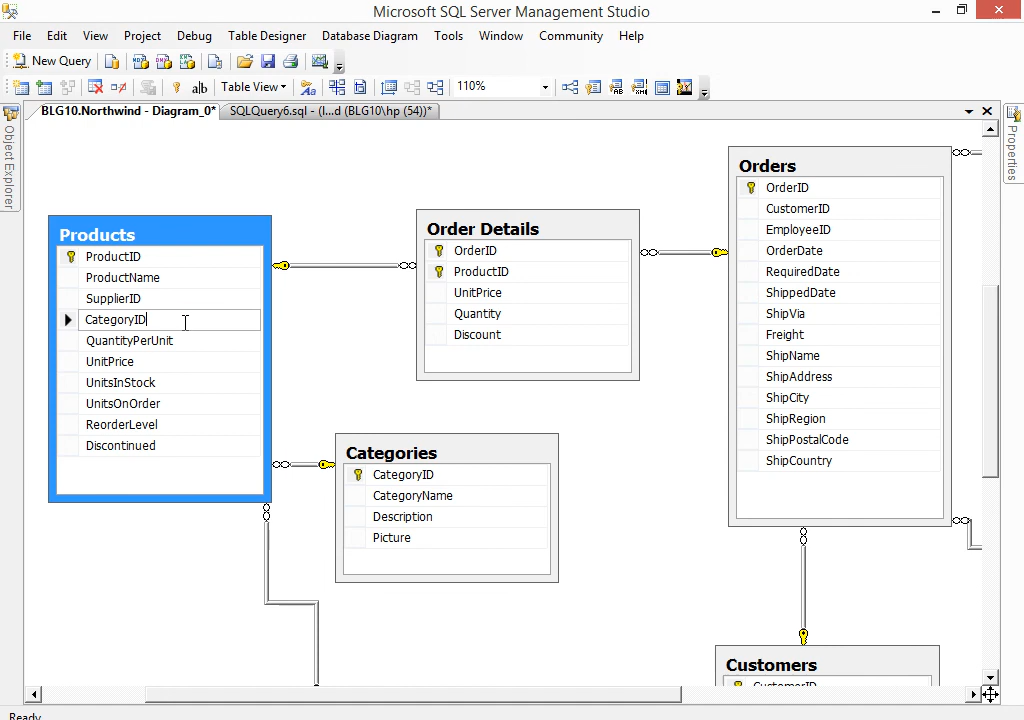 Microsoft SQL Server Management Studio
File Edit View Project Debug Table Designer Database Diagram Tools Window Community Help
New Query
Table View 110%
BLG10.Northwind - Diagram_0* SQLQuery6.sql - (l...d (BLG10\hp (54))*
Object Explorer
Properties
Products
ProductID
ProductName
SupplierID
CategoryID
QuantityPerUnit
UnitPrice
UnitsInStock
UnitsOnOrder
ReorderLevel
Discontinued
Order Details
OrderID
ProductID
UnitPrice
Quantity
Discount
Categories
CategoryID
CategoryName
Description
Picture
Orders
OrderID
CustomerID
EmployeeID
OrderDate
RequiredDate
ShippedDate
ShipVia
Freight
ShipName
ShipAddress
ShipCity
ShipRegion
ShipPostalCode
ShipCountry
Customers
CustomerID
Ready